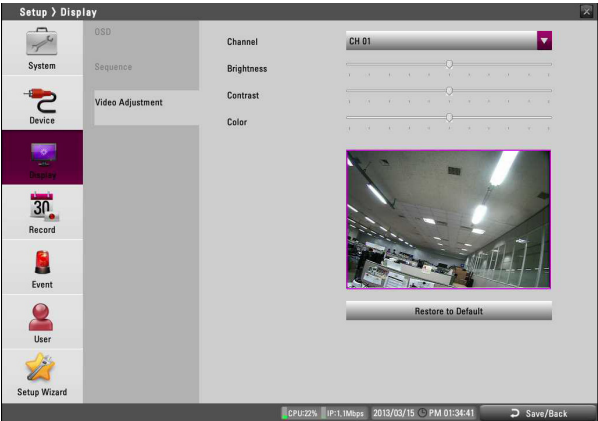 Setup > Display
System
Device
Display
30
Record
Event
User
Setup Wizard
OSD
Sequence
Video Adjustment
Channel
CH 01
Brightness
Contrast
Color
Restore to Default
CPU:22%
IP:1,1Mbps
2013/03/15 PM 01:34:41
Save/Back